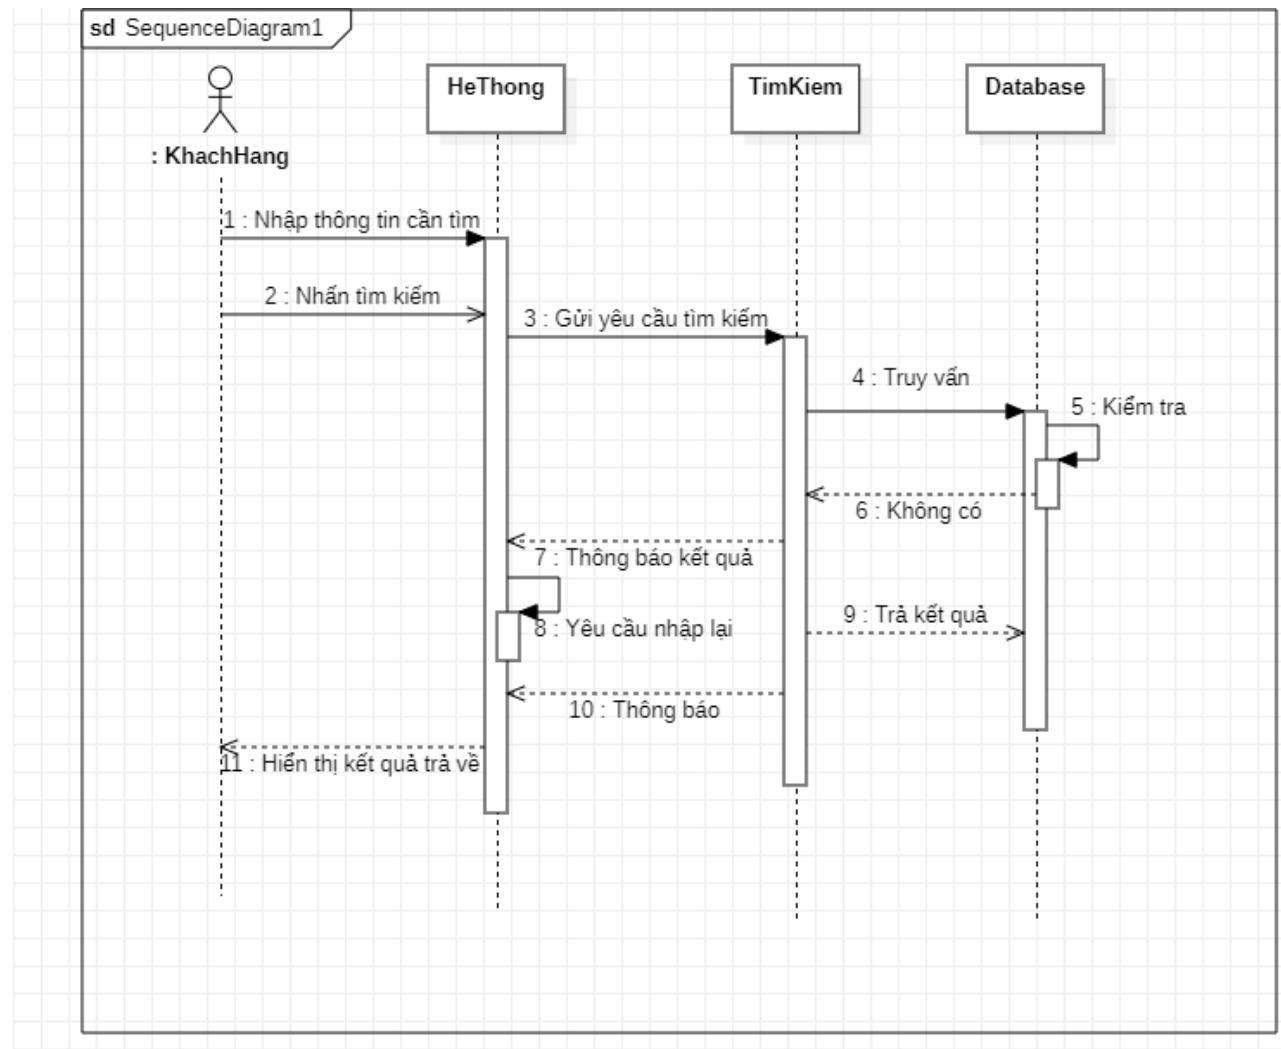 sd SequenceDiagram1
HeThong
TimKiem
Database
: KhachHang
1 : Nhập thông tin cần tìm
2 : Nhấn tìm kiếm
3 : Gửi yêu cầu tìm kiếm
4 : Truy vấn
5 : Kiểm tra
6 : Không có
7 : Thông báo kết quả
8 : Yêu cầu nhập lại
9 : Trả kết quả
10 : Thông báo
11 : Hiển thị kết quả trả về